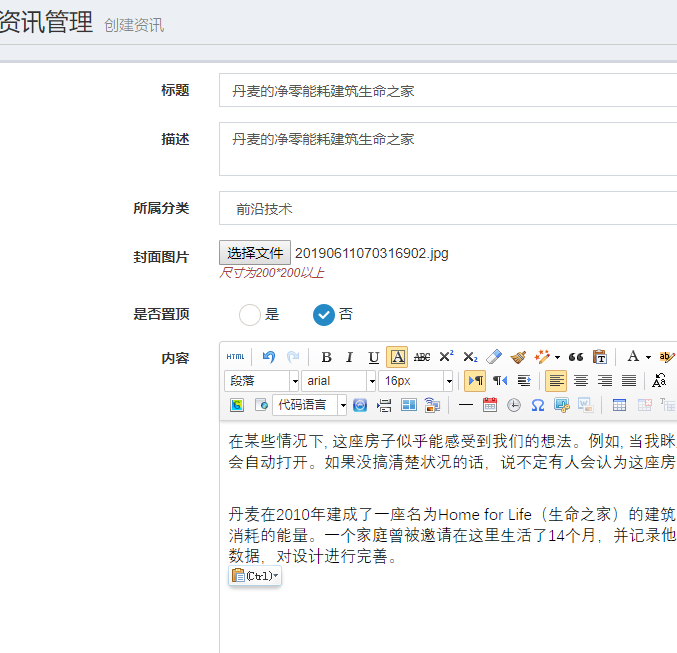 资讯管理 创建资讯
标题 丹麦的净零能耗建筑生命之家
描述 丹麦的净零能耗建筑生命之家
所属分类 前沿技术
封面图片 选择文件 20190611070316902.jpg
尺寸为200*200以上
是否置顶 是 否
内容 HTML B I U A ABC X² X₂ T A ab
段落 arial 16px
代码语言 Ω
在某些情况下, 这座房子似乎能感受到我们的想法。例如, 当我眯
会自动打开。如果没搞清楚状况的话，说不定有人会认为这座房
丹麦在2010年建成了一座名为Home for Life（生命之家）的建筑
消耗的能量。一个家庭曾被邀请在这里生活了14个月，并记录他
数据，对设计进行完善。
(Ctrl)